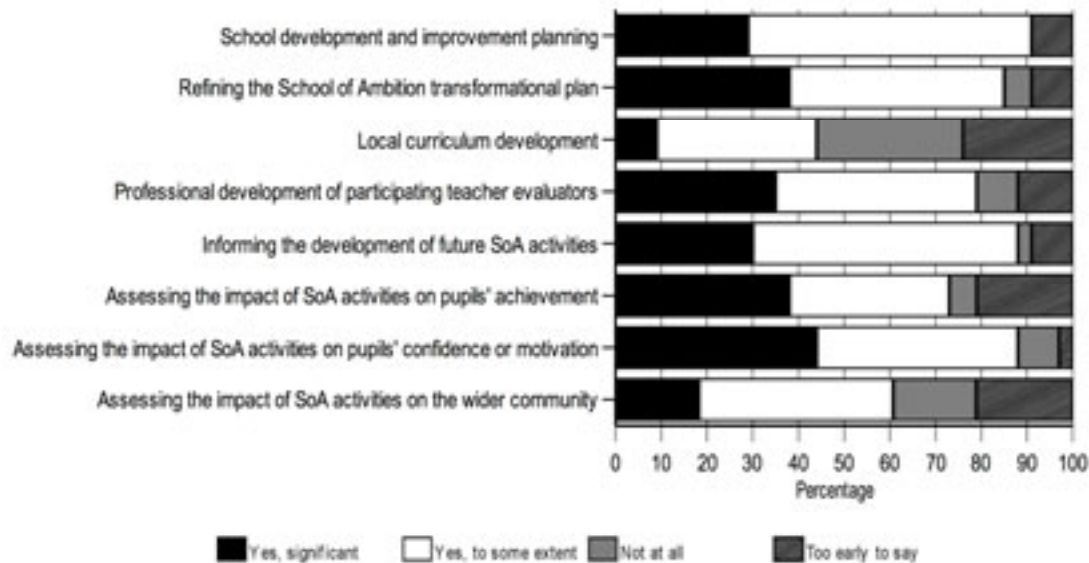 School development and improvement planning
Refining the School of Ambition transformational plan
Local curriculum development
Professional development of participating teacher evaluators
Informing the development of future SoA activities
Assessing the impact of SoA activities on pupils' achievement
Assessing the impact of SoA activities on pupils' confidence or motivation
Assessing the impact of SoA activities on the wider community
0 10 20 30 40 50 60 70 80 90 100
Percentage
Yes, significant Yes, to some extent Not at all Too early to say